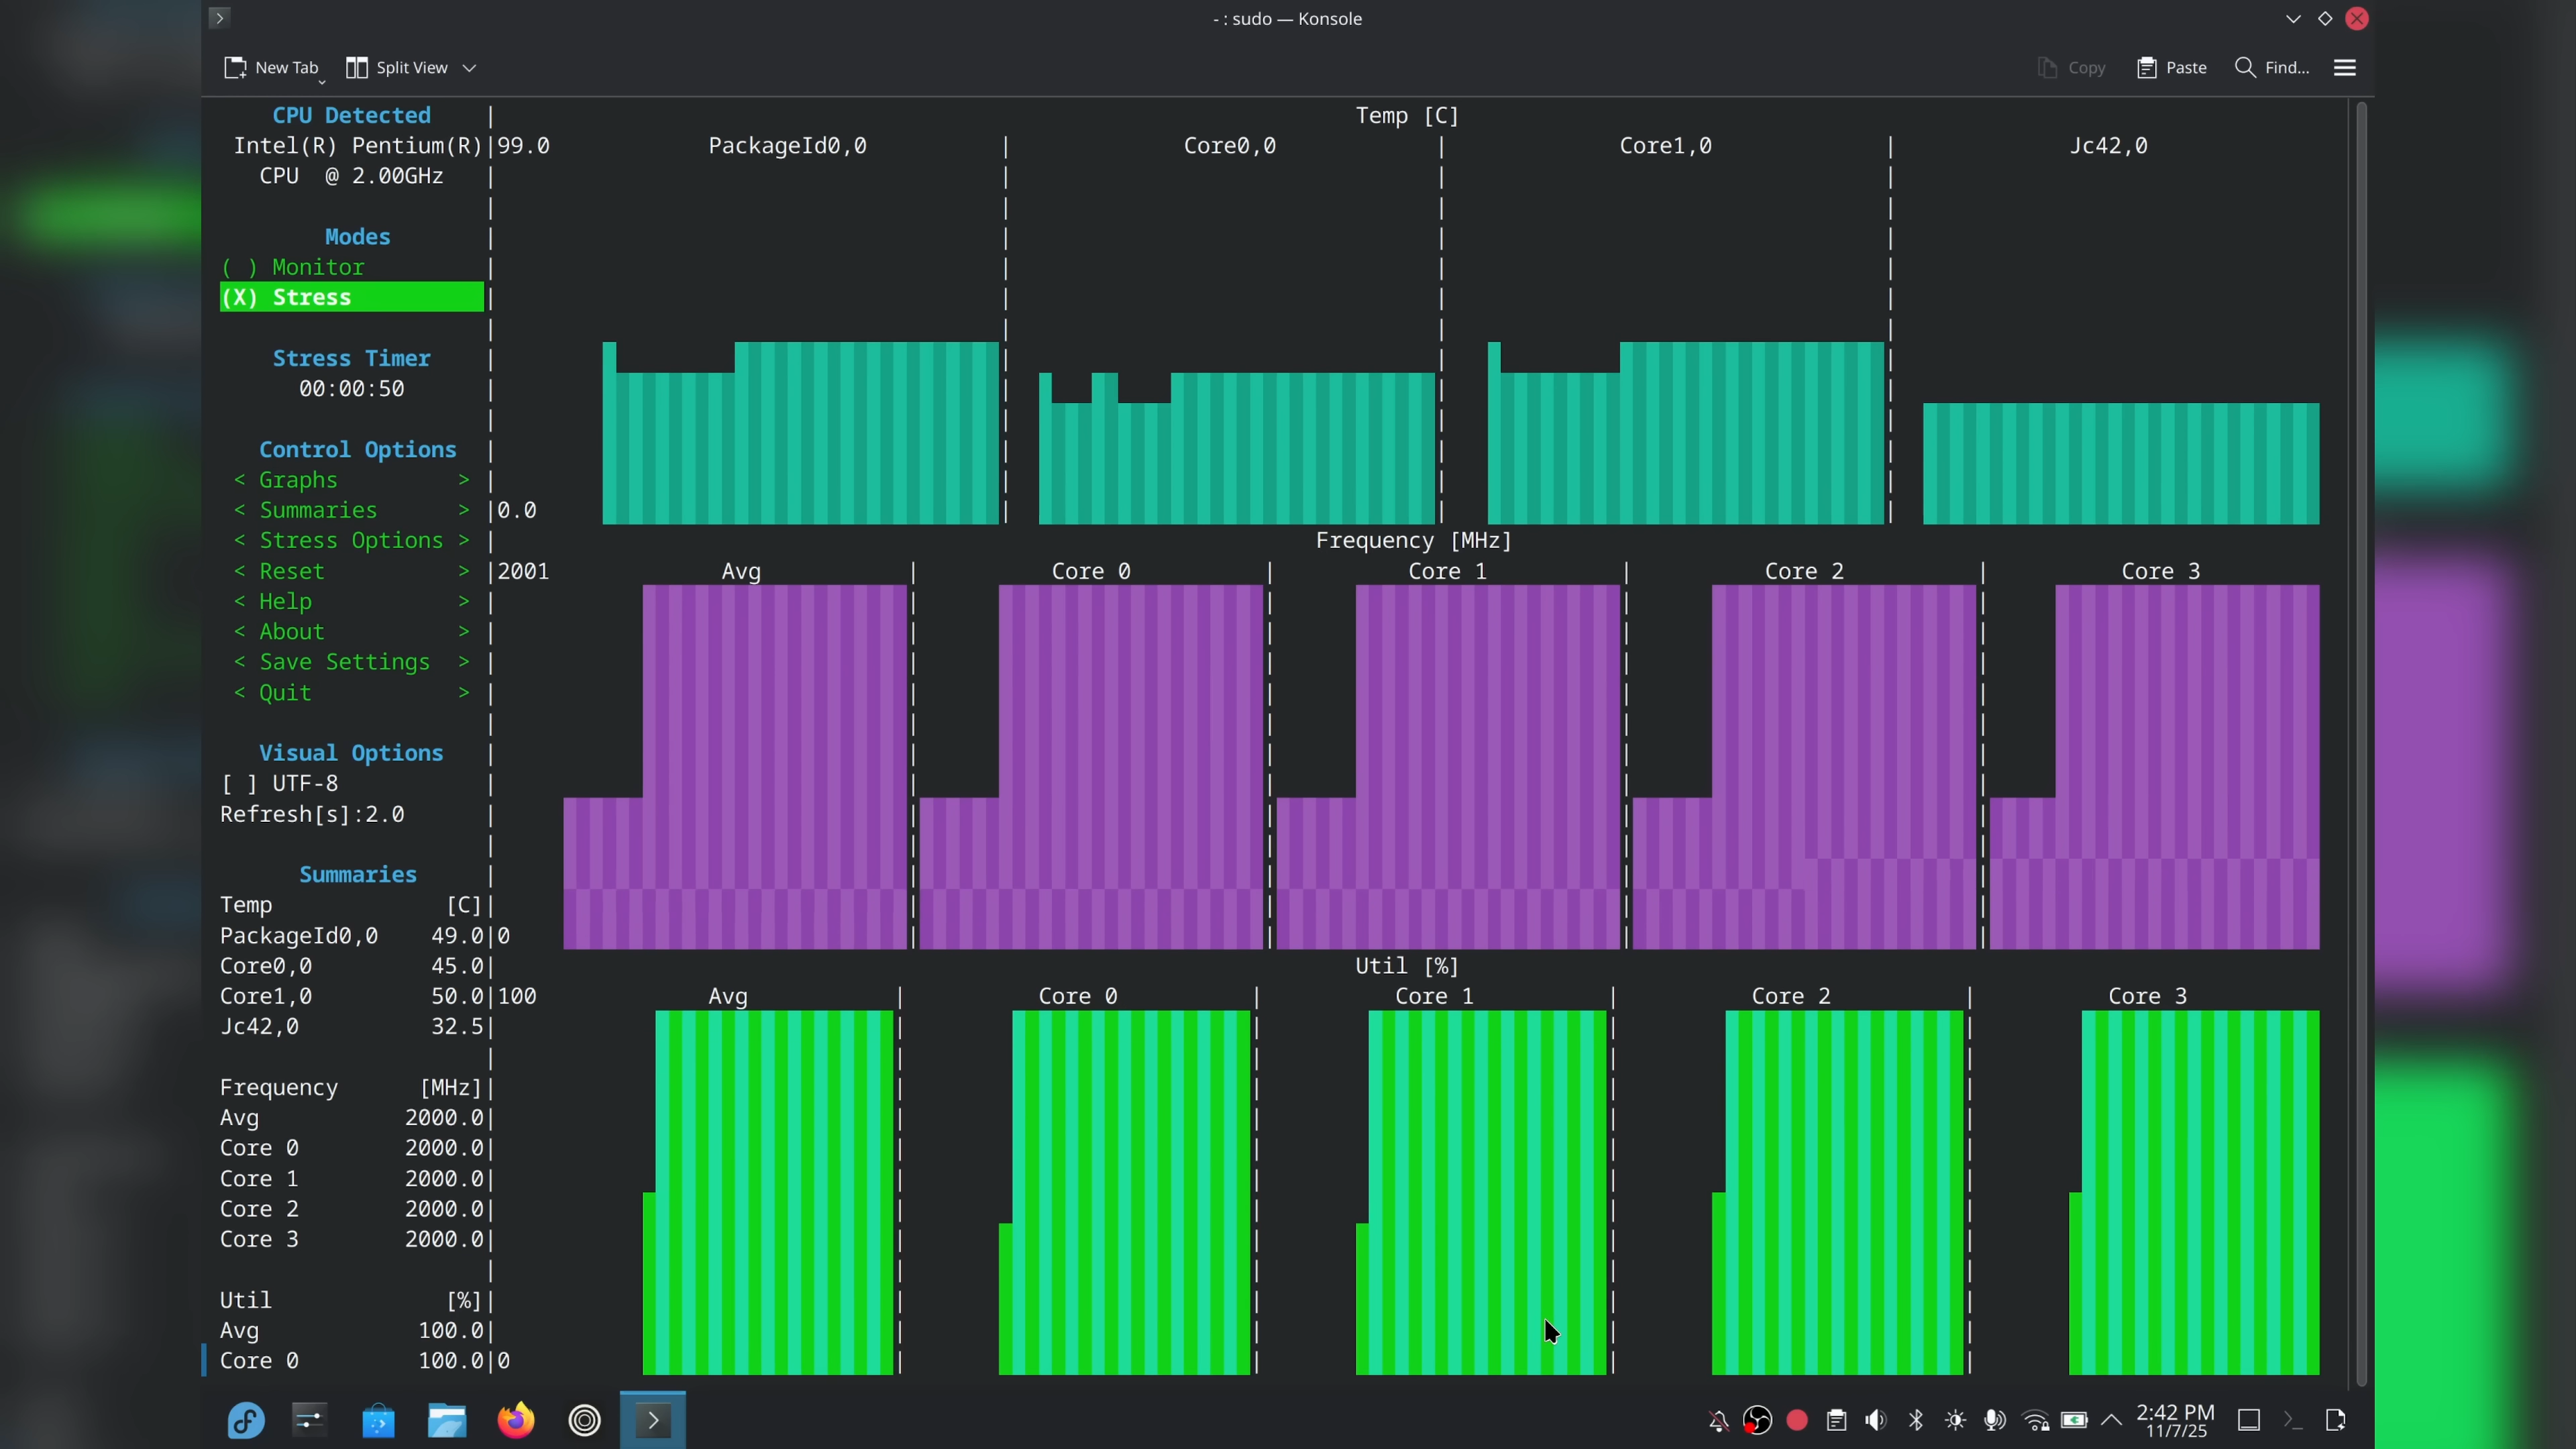 - : sudo — Konsole
New Tab
Split View
Copy
Paste
Find...
CPU Detected
Intel(R) Pentium(R)
CPU @ 2.00GHz
Modes
( ) Monitor
(X) Stress
Stress Timer
00:00:50
Control Options
< Graphs >
< Summaries >
< Stress Options >
< Reset >
< Help >
< About >
< Save Settings >
< Quit >
Visual Options
[ ] UTF-8
Refresh[s]:2.0
Summaries
Temp [C]
PackageId0,0 49.0
Core0,0 45.0
Core1,0 50.0
Jc42,0 32.5
Frequency [MHz]
Avg 2000.0
Core 0 2000.0
Core 1 2000.0
Core 2 2000.0
Core 3 2000.0
Util [%]
Avg 100.0
Core 0 100.0
Temp [C]
99.0 PackageId0,0 Core0,0 Core1,0 Jc42,0
0.0
Frequency [MHz]
2001 Avg Core 0 Core 1 Core 2 Core 3
0
Util [%]
100 Avg Core 0 Core 1 Core 2 Core 3
0
2:42 PM
11/7/25